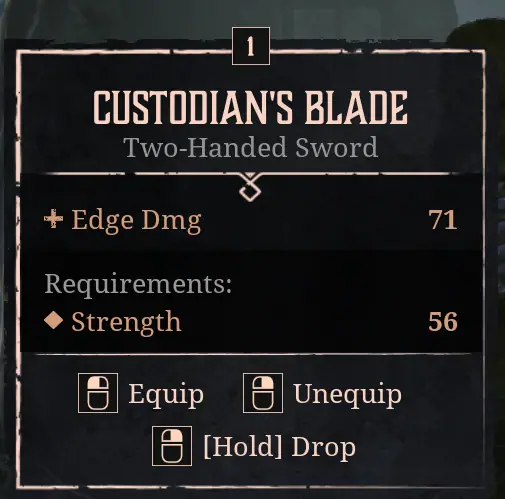 1
CUSTODIAN'S BLADE
Two-Handed Sword
Edge Dmg 71
Requirements:
Strength 56
Equip Unequip
[Hold] Drop